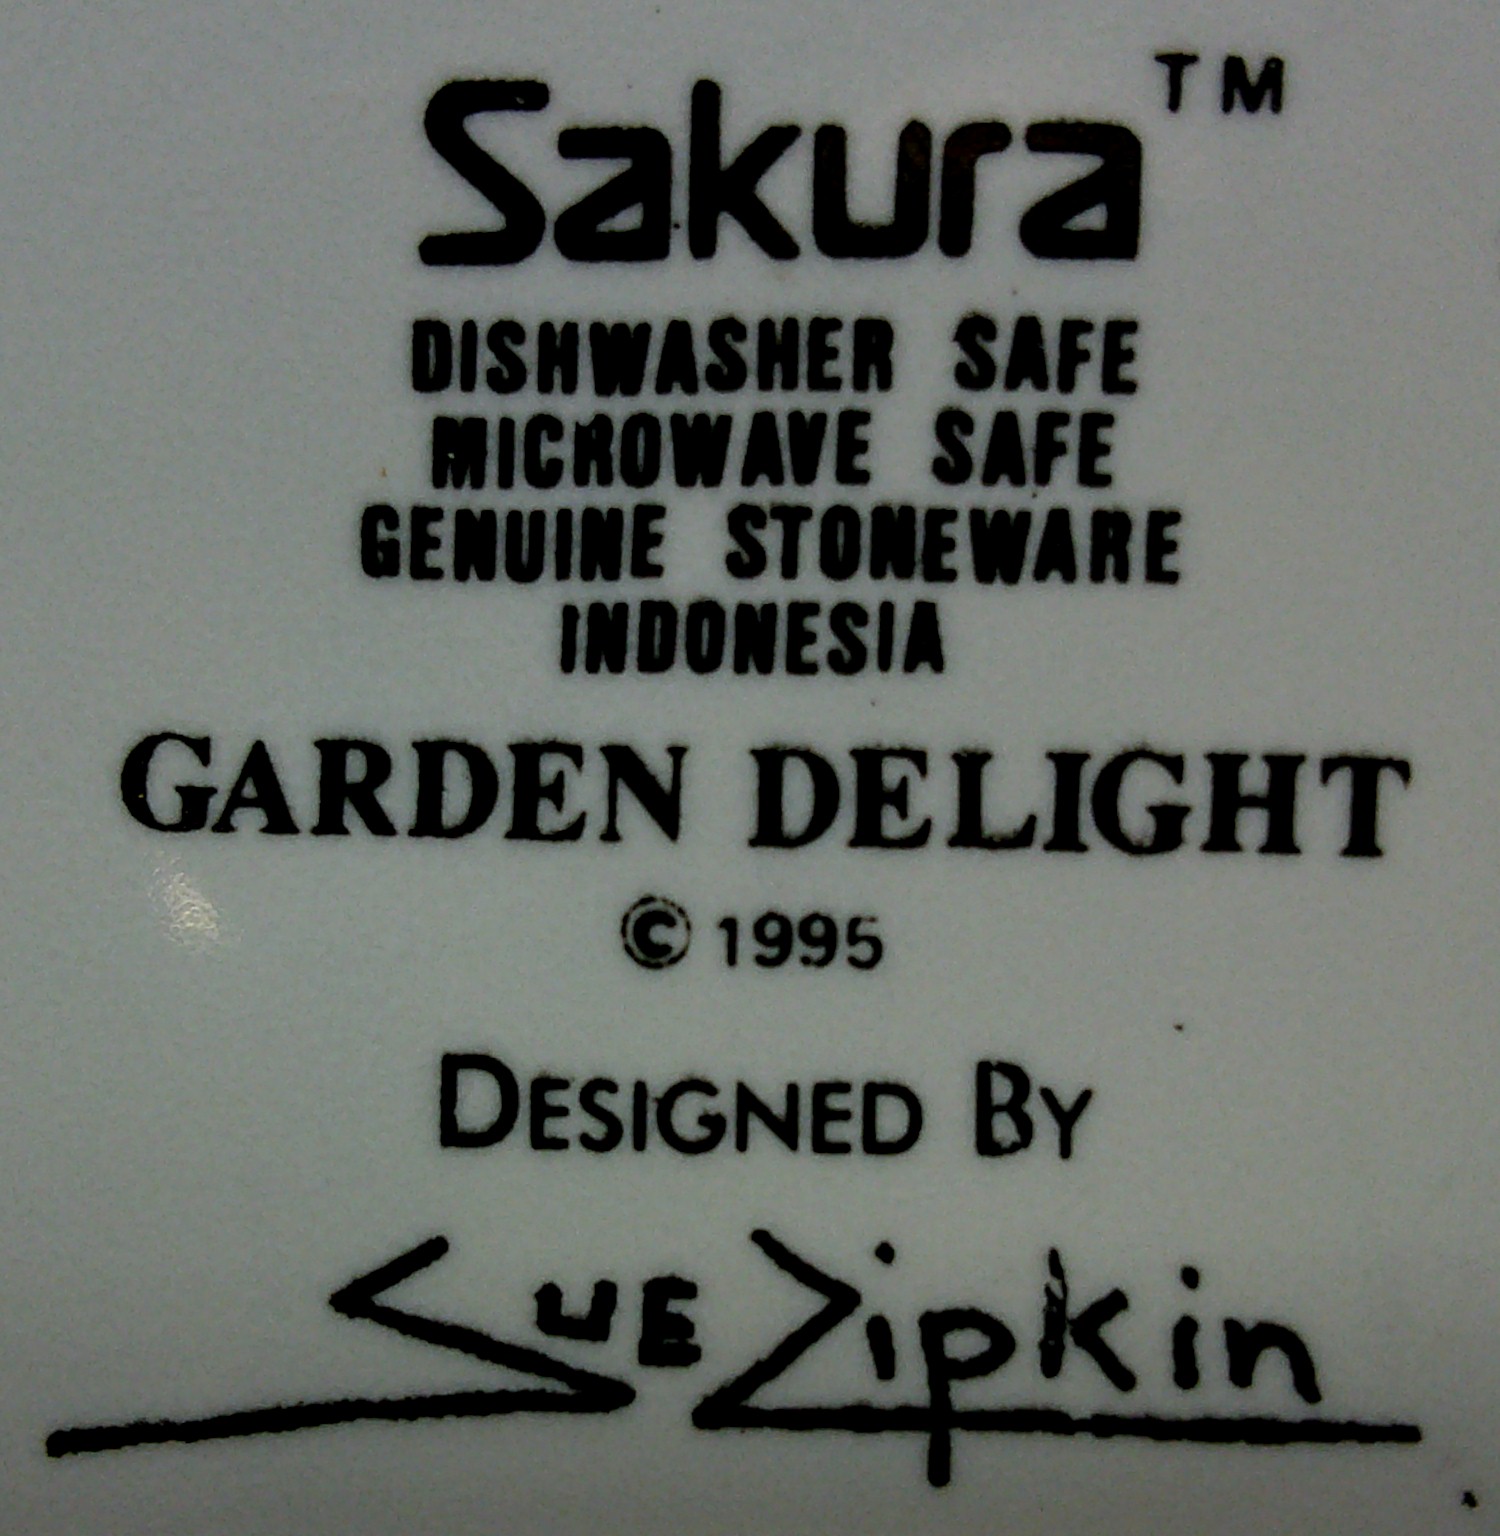 Sakura™
DISHWASHER SAFE
MICROWAVE SAFE
GENUINE STONEWARE
INDONESIA
GARDEN DELIGHT
© 1995
DESIGNED BY
SUE Zipkin